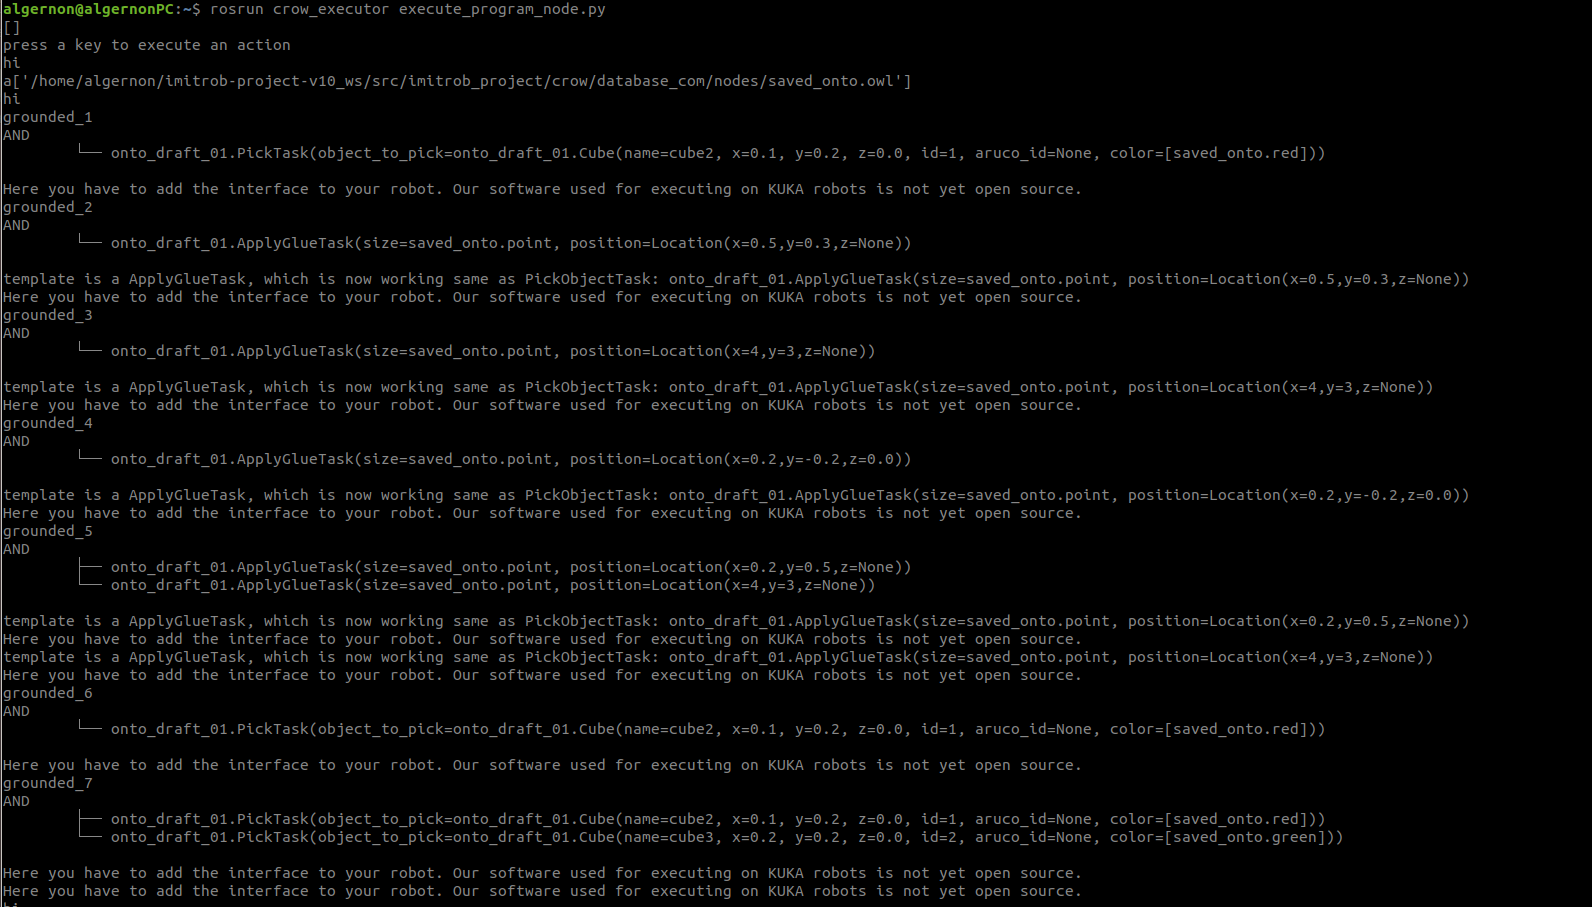 algernon@algernonPC:~$ rosrun crow_executor execute_program_node.py
[]
press a key to execute an action
hi
a['/home/algernon/imitrob-project-v10_ws/src/imitrob_project/crow/database_com/nodes/saved_onto.owl']
hi
grounded_1
AND
└── onto_draft_01.PickTask(object_to_pick=onto_draft_01.Cube(name=cube2, x=0.1, y=0.2, z=0.0, id=1, aruco_id=None, color=[saved_onto.red]))
Here you have to add the interface to your robot. Our software used for executing on KUKA robots is not yet open source.
grounded_2
AND
└── onto_draft_01.ApplyGlueTask(size=saved_onto.point, position=Location(x=0.5,y=0.3,z=None))
template is a ApplyGlueTask, which is now working same as PickObjectTask: onto_draft_01.ApplyGlueTask(size=saved_onto.point, position=Location(x=0.5,y=0.3,z=None))
Here you have to add the interface to your robot. Our software used for executing on KUKA robots is not yet open source.
grounded_3
AND
└── onto_draft_01.ApplyGlueTask(size=saved_onto.point, position=Location(x=4,y=3,z=None))
template is a ApplyGlueTask, which is now working same as PickObjectTask: onto_draft_01.ApplyGlueTask(size=saved_onto.point, position=Location(x=4,y=3,z=None))
Here you have to add the interface to your robot. Our software used for executing on KUKA robots is not yet open source.
grounded_4
AND
└── onto_draft_01.ApplyGlueTask(size=saved_onto.point, position=Location(x=0.2,y=-0.2,z=0.0))
template is a ApplyGlueTask, which is now working same as PickObjectTask: onto_draft_01.ApplyGlueTask(size=saved_onto.point, position=Location(x=0.2,y=-0.2,z=0.0))
Here you have to add the interface to your robot. Our software used for executing on KUKA robots is not yet open source.
grounded_5
AND
├── onto_draft_01.ApplyGlueTask(size=saved_onto.point, position=Location(x=0.2,y=0.5,z=None))
└── onto_draft_01.ApplyGlueTask(size=saved_onto.point, position=Location(x=4,y=3,z=None))
template is a ApplyGlueTask, which is now working same as PickObjectTask: onto_draft_01.ApplyGlueTask(size=saved_onto.point, position=Location(x=0.2,y=0.5,z=None))
Here you have to add the interface to your robot. Our software used for executing on KUKA robots is not yet open source.
template is a ApplyGlueTask, which is now working same as PickObjectTask: onto_draft_01.ApplyGlueTask(size=saved_onto.point, position=Location(x=4,y=3,z=None))
Here you have to add the interface to your robot. Our software used for executing on KUKA robots is not yet open source.
grounded_6
AND
└── onto_draft_01.PickTask(object_to_pick=onto_draft_01.Cube(name=cube2, x=0.1, y=0.2, z=0.0, id=1, aruco_id=None, color=[saved_onto.red]))
Here you have to add the interface to your robot. Our software used for executing on KUKA robots is not yet open source.
grounded_7
AND
├── onto_draft_01.PickTask(object_to_pick=onto_draft_01.Cube(name=cube2, x=0.1, y=0.2, z=0.0, id=1, aruco_id=None, color=[saved_onto.red]))
└── onto_draft_01.PickTask(object_to_pick=onto_draft_01.Cube(name=cube3, x=0.2, y=0.2, z=0.0, id=2, aruco_id=None, color=[saved_onto.green]))
Here you have to add the interface to your robot. Our software used for executing on KUKA robots is not yet open source.
Here you have to add the interface to your robot. Our software used for executing on KUKA robots is not yet open source.